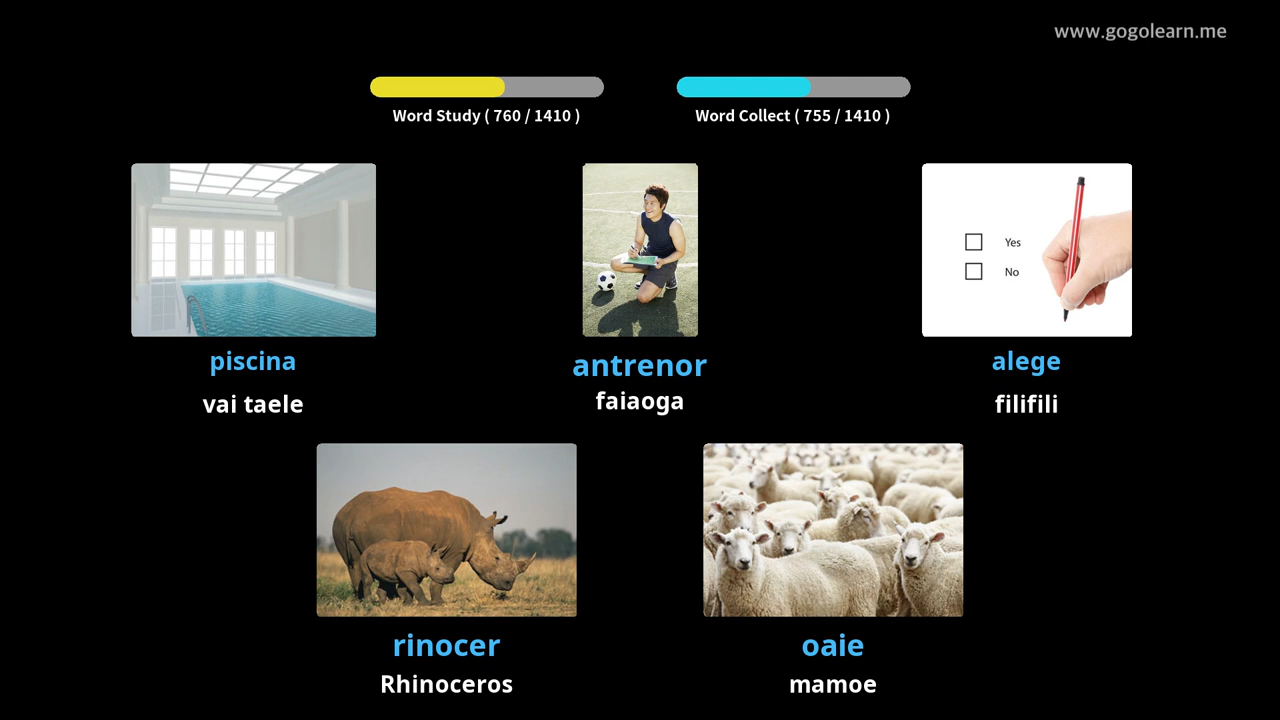 www.gogolearn.me
Word Study ( 760 / 1410 )
Word Collect ( 755 / 1410 )
Yes
No
piscina
antrenor
alege
vai taele
faiaoga
filifili
rinocer
oaie
Rhinoceros
mamoe